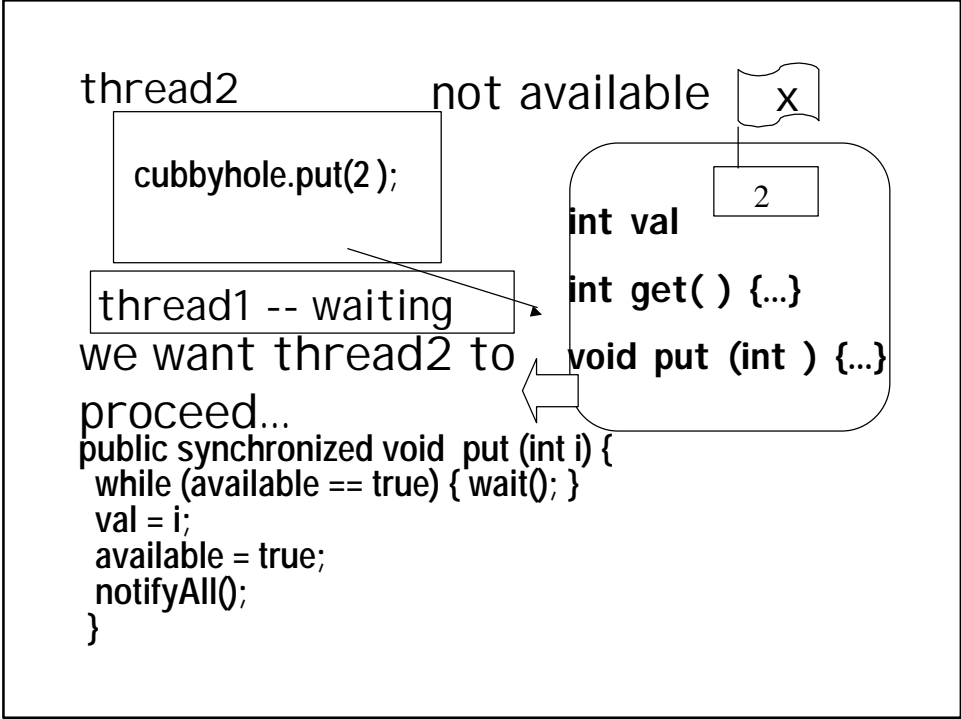 thread2
not available
x
cubbyhole.put(2 );
2
int val
int get( ) {...}
void put (int ) {...}
thread1 -- waiting
we want thread2 to
proceed...
public synchronized void put (int i) {
while (available == true) { wait(); }
val = i;
available = true;
notifyAll();
}